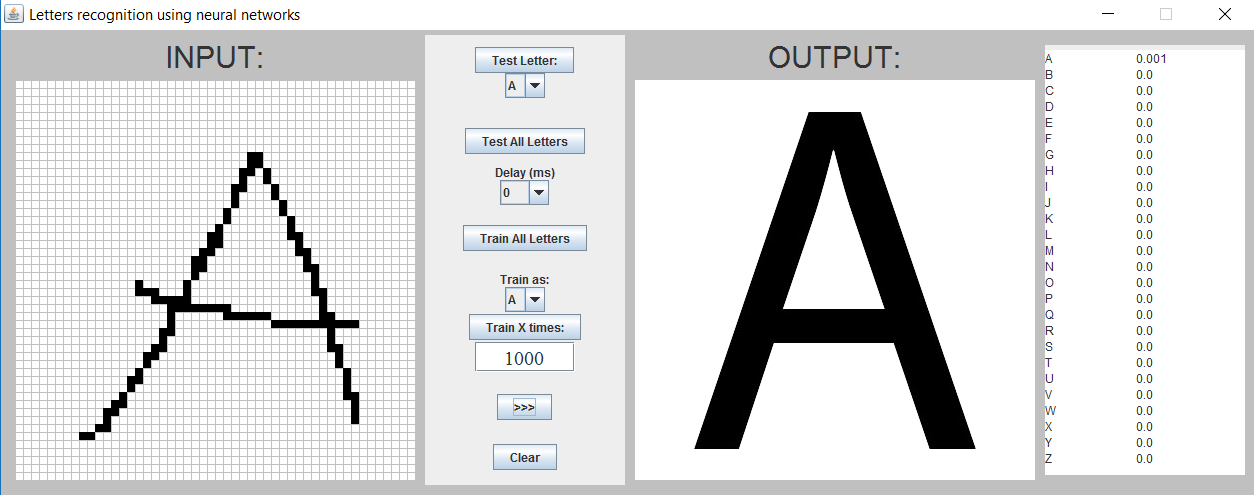 Letters recognition using neural networks
INPUT:
A
Test Letter:
A
Test All Letters
Delay (ms)
0
Train All Letters
Train as:
A
Train X times:
1000
>>>
Clear
OUTPUT:
A
A 0.001
B 0.0
C 0.0
D 0.0
E 0.0
F 0.0
G 0.0
H 0.0
I 0.0
J 0.0
K 0.0
L 0.0
M 0.0
N 0.0
O 0.0
P 0.0
Q 0.0
R 0.0
S 0.0
T 0.0
U 0.0
V 0.0
W 0.0
X 0.0
Y 0.0
Z 0.0